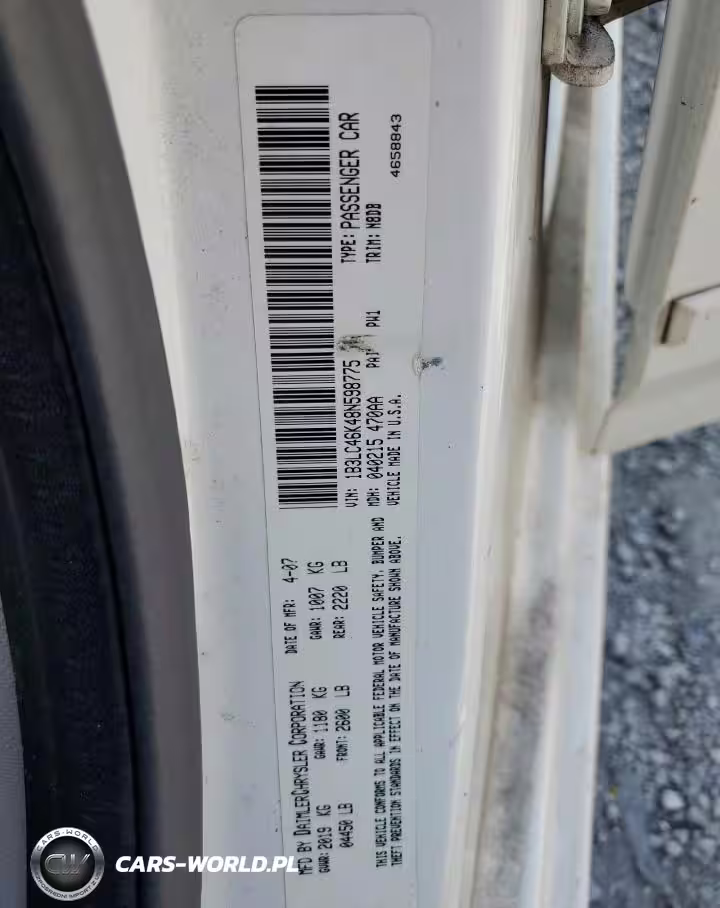 MFD BY DAIMLERCHRYSLER CORPORATION
DATE OF MFR: 4-07
GVWR: 2019 KG
04450 LB
GAWR: 1180 KG
FRONT: 2600 LB
GAWR: 1007 KG
REAR: 2220 LB
THIS VEHICLE CONFORMS TO ALL APPLICABLE FEDERAL MOTOR VEHICLE SAFETY, BUMPER AND
THEFT PREVENTION STANDARDS IN EFFECT ON THE DATE OF MANUFACTURE SHOWN ABOVE.
VIN: 1B3LC46K48N598775
TYPE: PASSENGER CAR
MDH: 040215 470AA
PAI PW1
TRIM: N8DB
VEHICLE MADE IN U.S.A.
4658843
CARS-WORLD.PL